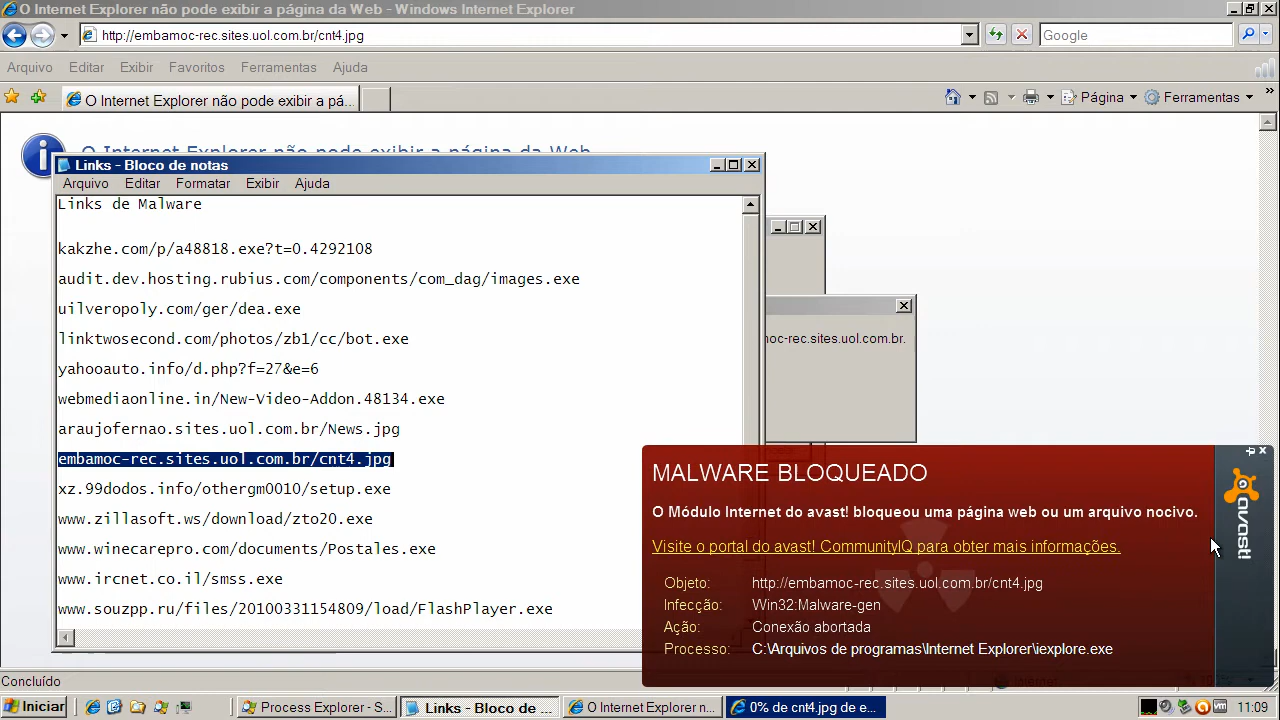 O Internet Explorer não pode exibir a página da Web - Windows Internet Explorer
http://embamoc-rec.sites.uol.com.br/cnt4.jpg
Google
Arquivo Editar Exibir Favoritos Ferramentas Ajuda
O Internet Explorer não pode exibir a pá...
Página
Ferramentas
O Internet Explorer não pode exibir a página da Web
Links - Bloco de notas
Arquivo Editar Formatar Exibir Ajuda
Links de Malware
kakzhe.com/p/a48818.exe?t=0.4292108
audit.dev.hosting.rubius.com/components/com_dag/images.exe
uilveropoly.com/ger/dea.exe
linktwosecond.com/photos/zb1/cc/bot.exe
yahooauto.info/d.php?f=27&e=6
webmediaonline.in/New-Video-Addon.48134.exe
araujofernao.sites.uol.com.br/News.jpg
embamoc-rec.sites.uol.com.br/cnt4.jpg
xz.99dodos.info/othergm0010/setup.exe
www.zillasoft.ws/download/zto20.exe
www.winecarepro.com/documents/Postales.exe
www.ircnet.co.il/smss.exe
www.souzpp.ru/files/20100331154809/load/FlashPlayer.exe
moc-rec.sites.uol.com.br.
MALWARE BLOQUEADO
O Módulo Internet do avast! bloqueou uma página web ou um arquivo nocivo.
Visite o portal do avast! CommunityIQ para obter mais informações.
Objeto: http://embamoc-rec.sites.uol.com.br/cnt4.jpg
Infecção: Win32:Malware-gen
Ação: Conexão abortada
Processo: C:\Arquivos de programas\Internet Explorer\iexplore.exe
avast!
Concluído
Internet
Iniciar
Process Explorer - S...
Links - Bloco de ...
O Internet Explorer n...
0% de cnt4.jpg de e...
11:09